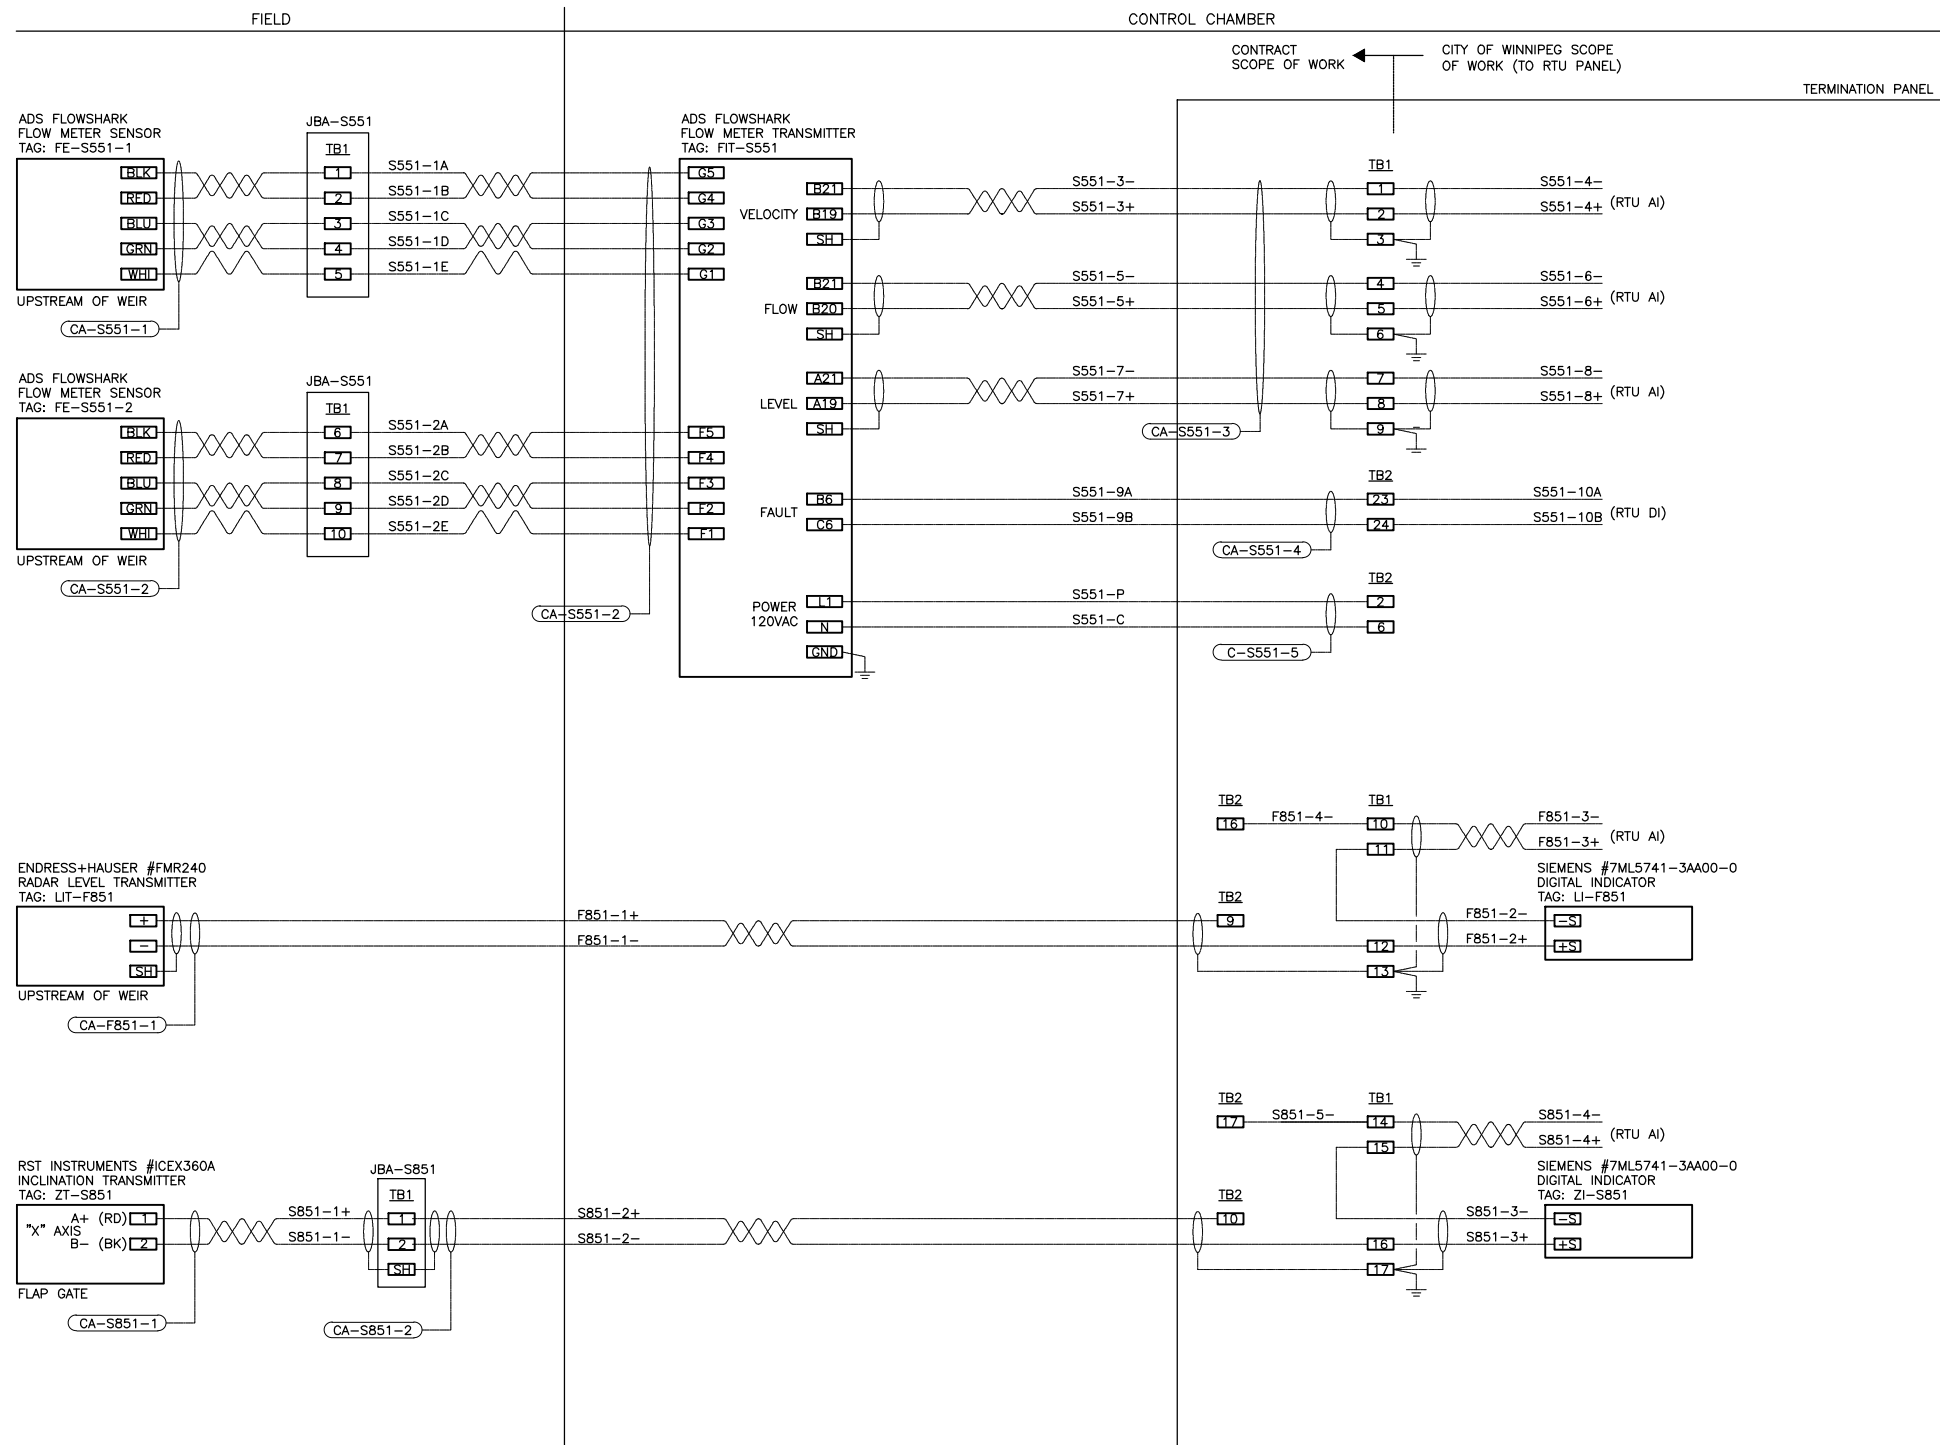 FIELD
CONTROL CHAMBER
CONTRACT
SCOPE OF WORK
CITY OF WINNIPEG SCOPE
OF WORK (TO RTU PANEL)
TERMINATION PANEL
ADS FLOWSHARK
FLOW METER SENSOR
TAG: FE-S551-1
BLK
RED
BLU
GRN
WHI
UPSTREAM OF WEIR
CA-S551-1
JBA-S551
TB1
1
2
3
4
5
S551-1A
S551-1B
S551-1C
S551-1D
S551-1E
ADS FLOWSHARK
FLOW METER SENSOR
TAG: FE-S551-2
BLK
RED
BLU
GRN
WHI
UPSTREAM OF WEIR
CA-S551-2
JBA-S551
TB1
6
7
8
9
10
S551-2A
S551-2B
S551-2C
S551-2D
S551-2E
CA-S551-2
ADS FLOWSHARK
FLOW METER TRANSMITTER
TAG: FIT-S551
G5
G4
G3
G2
G1
F5
F4
F3
F2
F1
VELOCITY
B21
B19
SH
FLOW
B21
B20
SH
LEVEL
A21
A19
SH
FAULT
B6
C6
POWER
120VAC
L1
N
GND
S551-3-
S551-3+
S551-5-
S551-5+
S551-7-
S551-7+
CA-S551-3
S551-9A
S551-9B
CA-S551-4
S551-P
S551-C
C-S551-5
TB1
1
2
3
4
5
6
7
8
9
TB2
23
24
TB2
2
6
S551-4-
S551-4+
(RTU AI)
S551-6-
S551-6+
(RTU AI)
S551-8-
S551-8+
(RTU AI)
S551-10A
S551-10B
(RTU DI)
ENDRESS+HAUSER #FMR240
RADAR LEVEL TRANSMITTER
TAG: LIT-F851
+
-
SH
UPSTREAM OF WEIR
CA-F851-1
F851-1+
F851-1-
TB2
16
F851-4-
TB1
10
11
F851-3-
F851-3+
(RTU AI)
TB2
9
12
13
F851-2-
F851-2+
SIEMENS #7ML5741-3AA00-0
DIGITAL INDICATOR
TAG: LI-F851
-S
+S
RST INSTRUMENTS #ICEX360A
INCLINATION TRANSMITTER
TAG: ZT-S851
"X" AXIS
A+ (RD) 1
B- (BK) 2
FLAP GATE
CA-S851-1
S851-1+
S851-1-
JBA-S851
TB1
1
2
SH
CA-S851-2
S851-2+
S851-2-
TB2
17
S851-5-
TB1
14
15
S851-4-
S851-4+
(RTU AI)
TB2
10
16
17
S851-3-
S851-3+
SIEMENS #7ML5741-3AA00-0
DIGITAL INDICATOR
TAG: ZI-S851
-S
+S